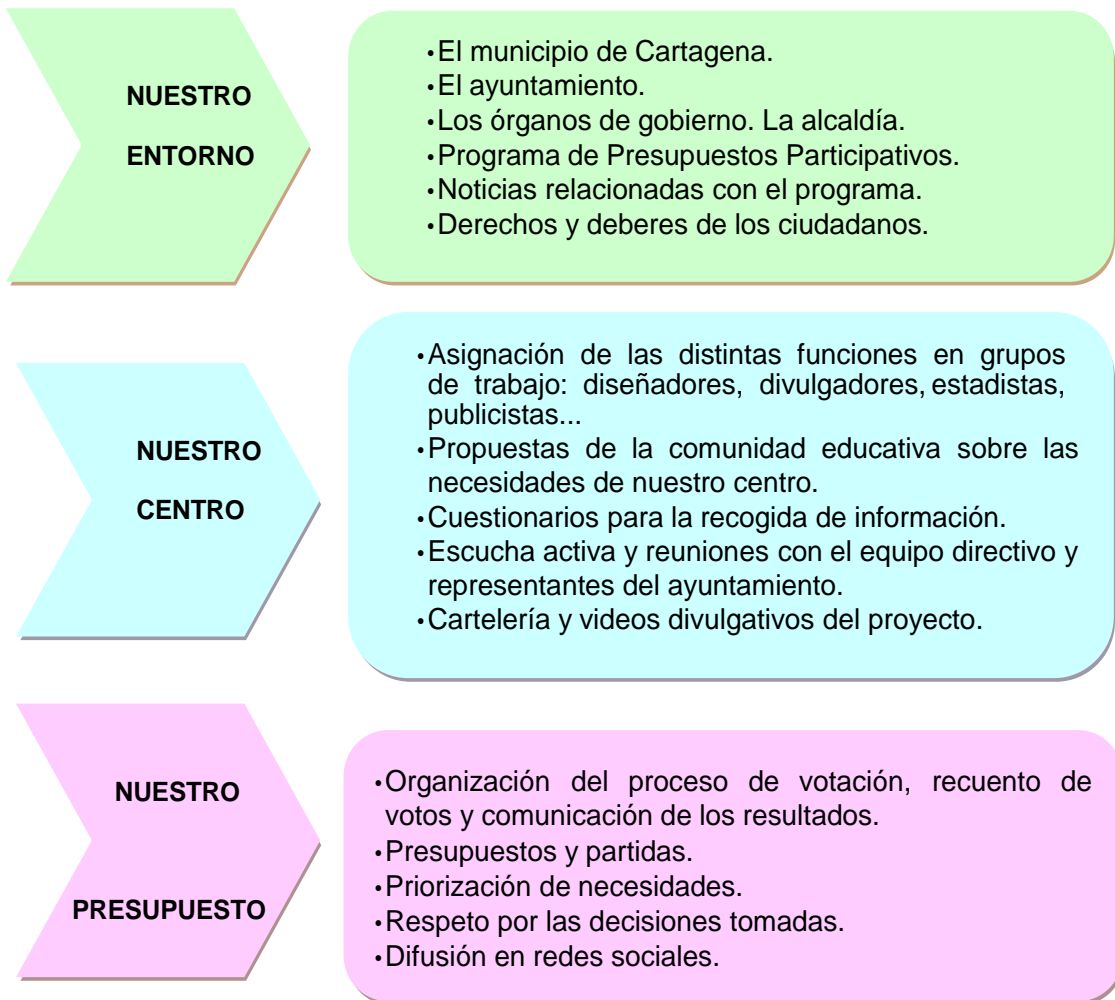 NUESTRO
ENTORNO
•El municipio de Cartagena.
•El ayuntamiento.
•Los órganos de gobierno. La alcaldía.
•Programa de Presupuestos Participativos.
•Noticias relacionadas con el programa.
•Derechos y deberes de los ciudadanos.
NUESTRO
CENTRO
•Asignación de las distintas funciones en grupos
de trabajo: diseñadores, divulgadores, estadistas,
publicistas...
•Propuestas de la comunidad educativa sobre las
necesidades de nuestro centro.
•Cuestionarios para la recogida de información.
•Escucha activa y reuniones con el equipo directivo y
representantes del ayuntamiento.
•Cartelería y videos divulgativos del proyecto.
NUESTRO
PRESUPUESTO
•Organización del proceso de votación, recuento de
votos y comunicación de los resultados.
•Presupuestos y partidas.
•Priorización de necesidades.
•Respeto por las decisiones tomadas.
•Difusión en redes sociales.